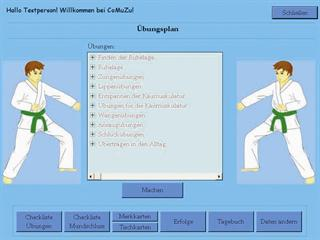 Hallo Testperson! Willkommen bei CoMuZu!
Schließen
Übungsplan
Übungen:
Finden der Ruhelage
Ruhelage
Zungenübungen
Lippenübungen
Entspannen der Kaumuskulatur
Übungen für die Kaumuskulatur
Wangenübungen
Ansaugübungen
Schluckübungen
Übertragen in den Alltag
Machen
Checkliste
Übungen
Checkliste
Mundschluss
Merkkarten
Tischkarten
Erfolge
Tagebuch
Daten ändern